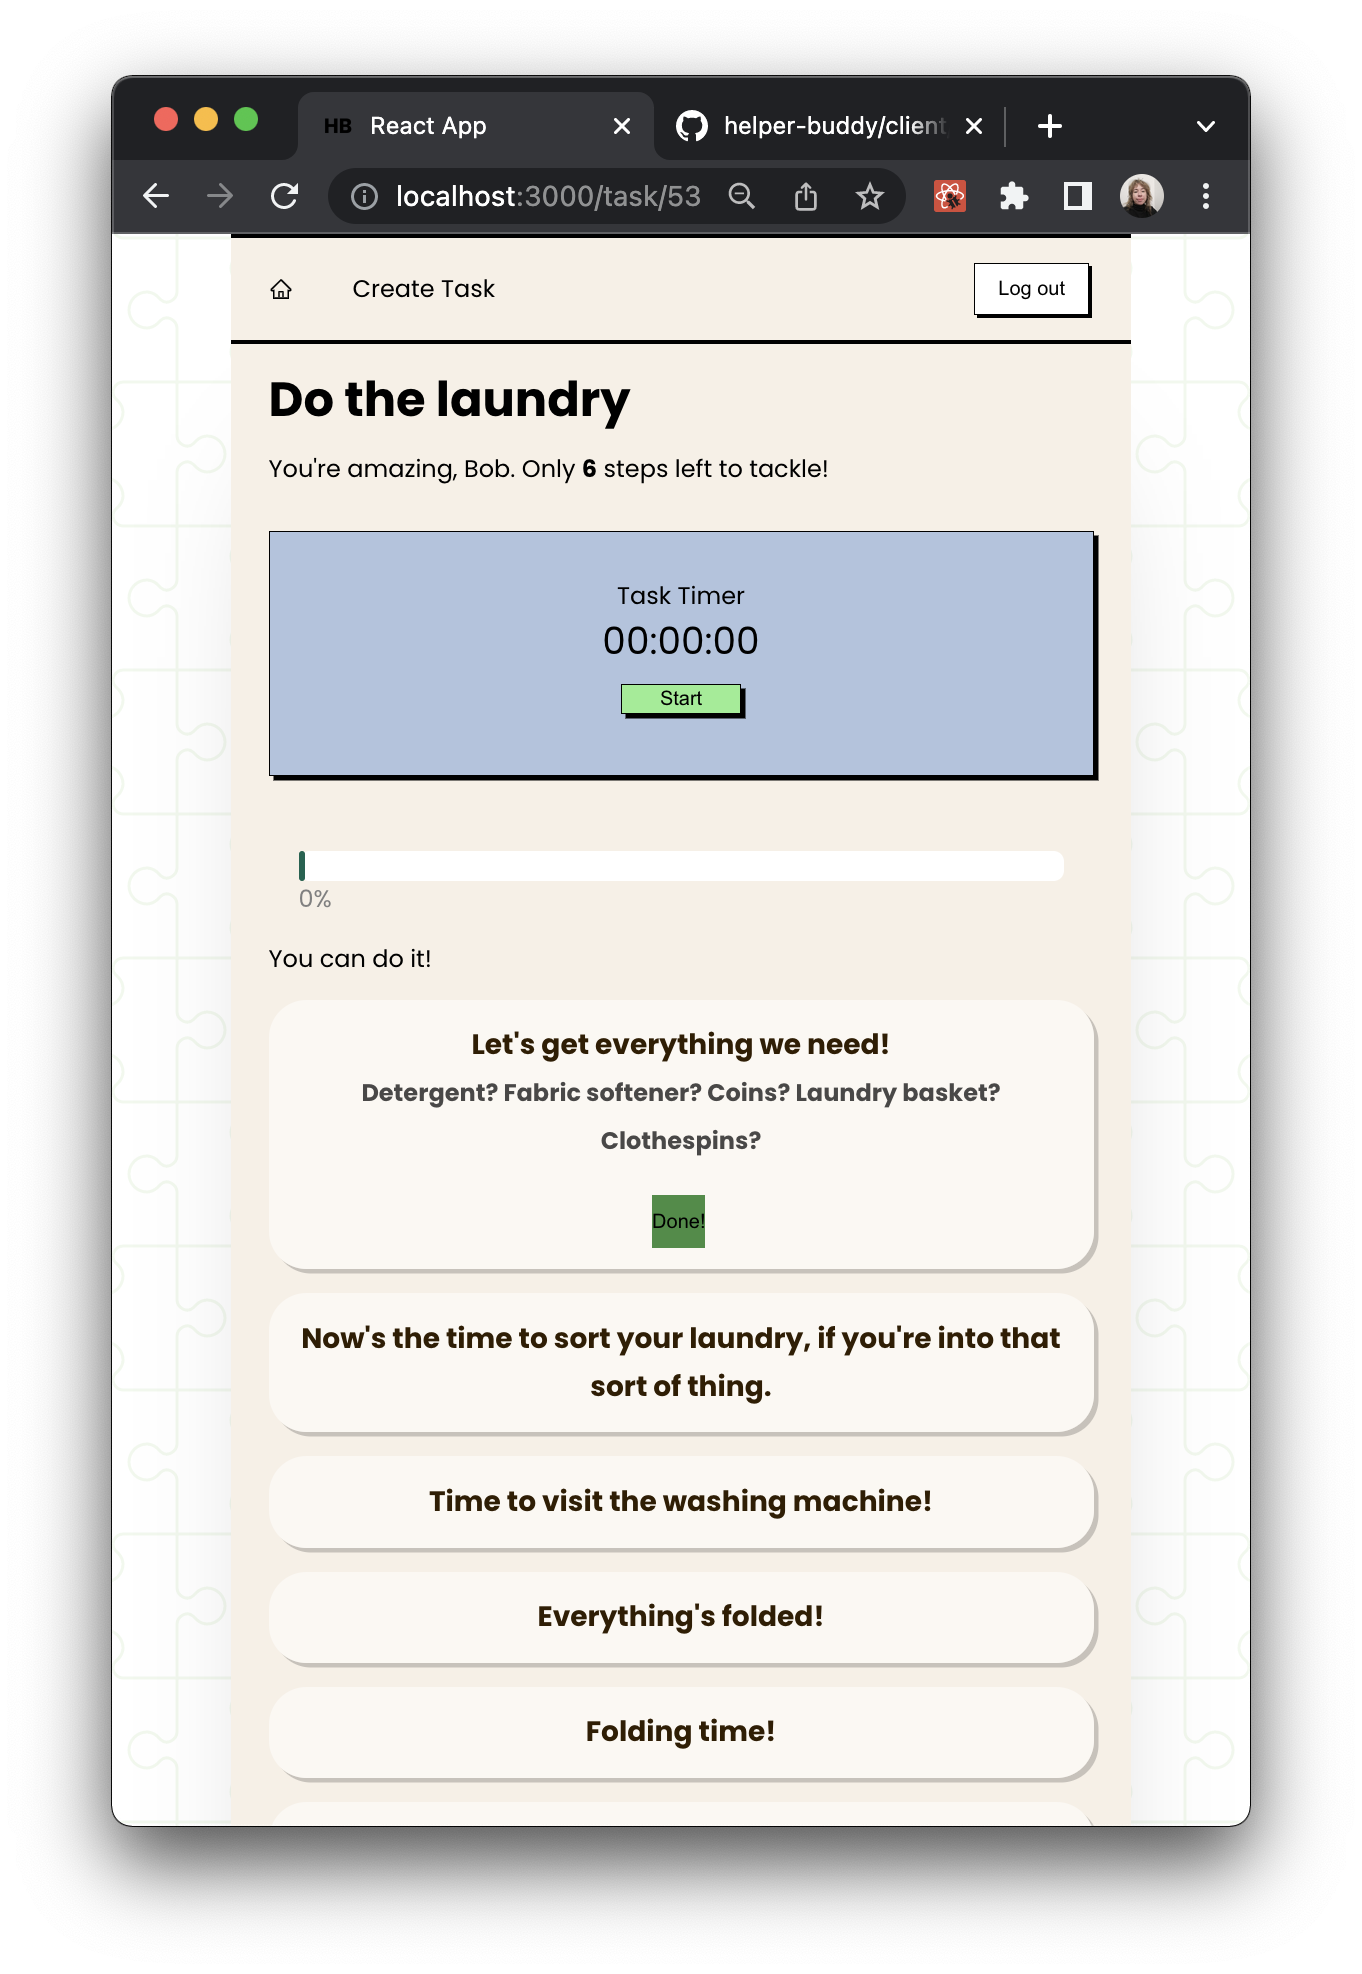 HB React App
helper-buddy/client
localhost:3000/task/53
Create Task
Log out
Do the laundry
You're amazing, Bob. Only 6 steps left to tackle!
Task Timer
00:00:00
Start
0%
You can do it!
Let's get everything we need!
Detergent? Fabric softener? Coins? Laundry basket?
Clothespins?
Done!
Now's the time to sort your laundry, if you're into that
sort of thing.
Time to visit the washing machine!
Everything's folded!
Folding time!